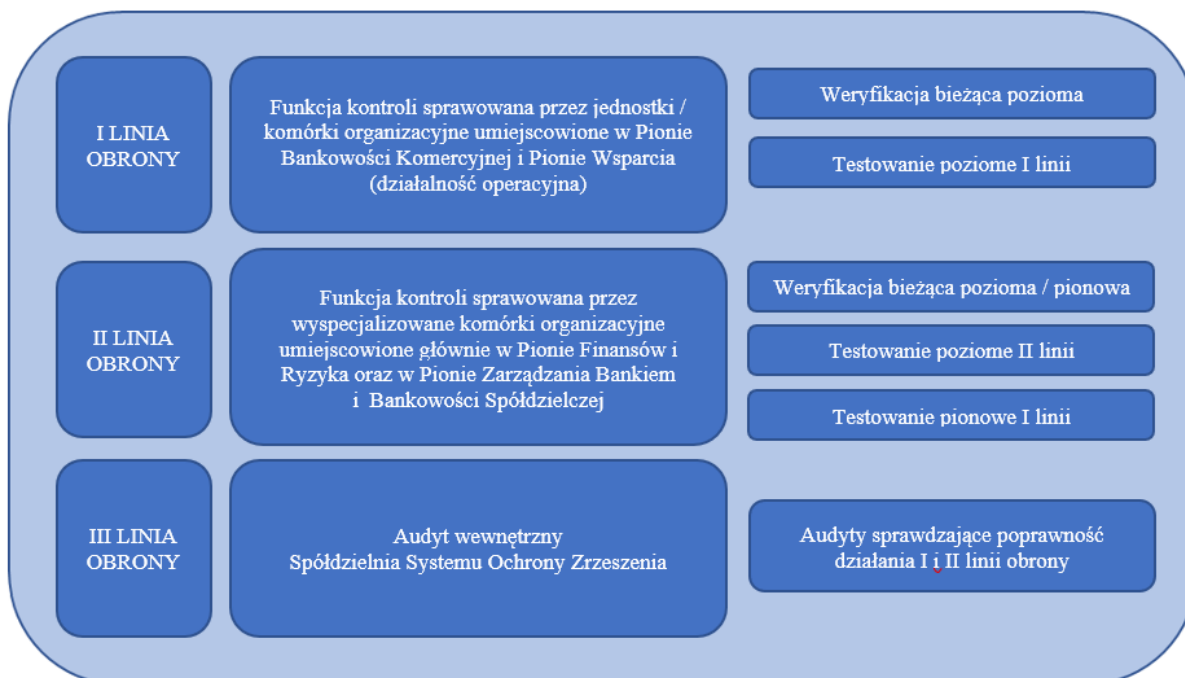 I LINIA
OBRONY
Funkcja kontroli sprawowana przez jednostki /
komórki organizacyjne umiejscowione w Pionie
Bankowości Komercyjnej i Pionie Wsparcia
(działalność operacyjna)
Weryfikacja bieżąca pozioma
Testowanie poziome I linii
II LINIA
OBRONY
Funkcja kontroli sprawowana przez
wyspecjalizowane komórki organizacyjne
umiejscowione głównie w Pionie Finansów i
Ryzyka oraz w Pionie Zarządzania Bankiem
i Bankowości Spółdzielczej
Weryfikacja bieżąca pozioma / pionowa
Testowanie poziome II linii
Testowanie pionowe I linii
III LINIA
OBRONY
Audyt wewnętrzny
Spółdzielnia Systemu Ochrony Zrzeszenia
Audyty sprawdzające poprawność
działania I i II linii obrony